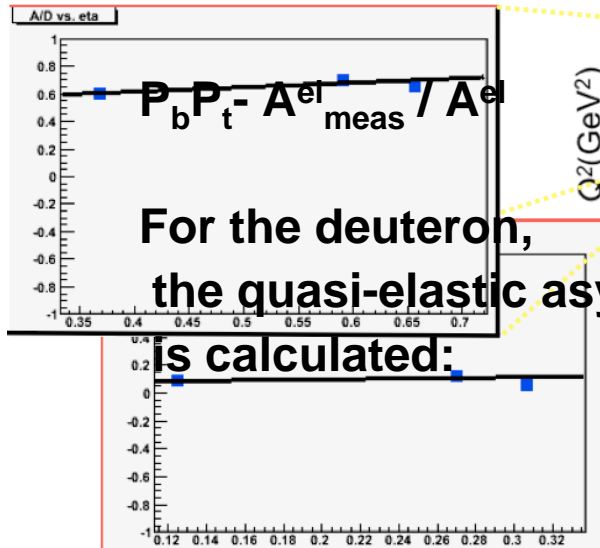 A/D vs. eta
1
0.8
0.6
0.4
0.2
0
-0.2
-0.4
-0.6
-0.8
-1
0.35 0.4 0.45 0.5 0.55 0.6 0.65 0.7
PbPt- Aelmeas / Ael
For the deuteron,
the quasi-elastic asy
is calculated:
Q2(GeV2)
0.4
0.2
0
-0.2
-0.4
-0.6
-0.8
-1
0.12 0.14 0.16 0.18 0.2 0.22 0.24 0.26 0.28 0.3 0.32